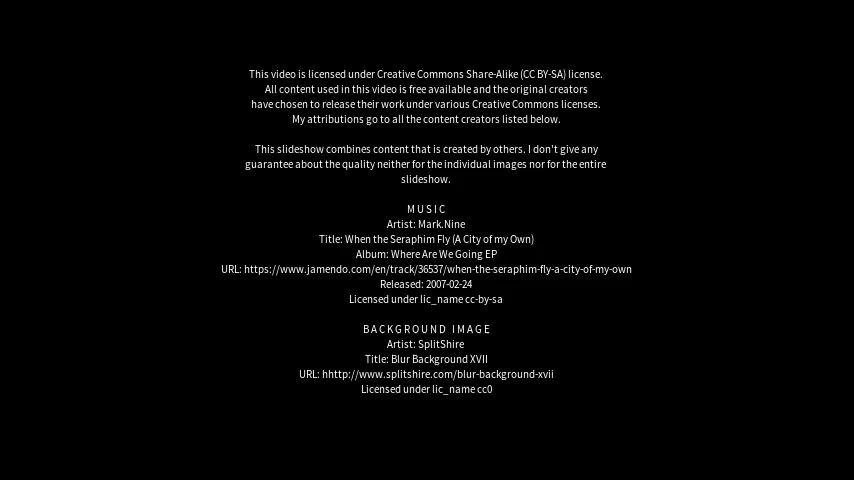 This video is licensed under Creative Commons Share-Alike (CC BY-SA) license.
All content used in this video is free available and the original creators
have chosen to release their work under various Creative Commons licenses.
My attributions go to all the content creators listed below.
This slideshow combines content that is created by others. I don't give any
guarantee about the quality neither for the individual images nor for the entire
slideshow.
MUSIC
Artist: Mark.Nine
Title: When the Seraphim Fly (A City of my Own)
Album: Where Are We Going EP
URL: https://www.jamendo.com/en/track/36537/when-the-seraphim-fly-a-city-of-my-own
Released: 2007-02-24
Licensed under lic_name cc-by-sa
BACKGROUND IMAGE
Artist: SplitShire
Title: Blur Background XVII
URL: hhttp://www.splitshire.com/blur-background-xvii
Licensed under lic_name cc0